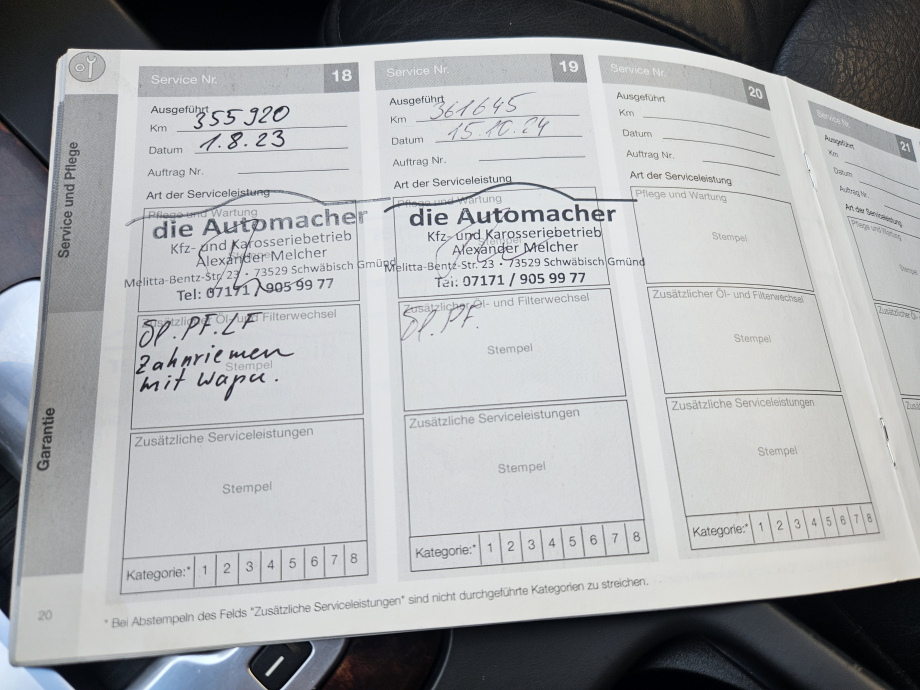 Service und Pflege
Garantie
Service Nr. 18
Ausgeführt
Km 355920
Datum 1.8.23
Auftrag Nr.
Art der Serviceleistung
Pflege und Wartung
die Automacher
Kfz- und Karosseriebetrieb
Alexander Melcher
Melitta-Bentz-Str. 23 • 73529 Schwäbisch Gmünd
Tel: 07171 / 905 99 77
Zusätzlicher Öl- und Filterwechsel
Öl. PF. LF
Zahnriemen
Stempel
mit Wapu.
Zusätzliche Serviceleistungen
Stempel
Kategorie:* 1 2 3 4 5 6 7 8
Service Nr. 19
Ausgeführt
Km 361645
Datum 15.10.24
Auftrag Nr.
Art der Serviceleistung
Pflege und Wartung
die Automacher
Kfz- und Karosseriebetrieb
Stempel
Alexander Melcher
Melitta-Bentz-Str. 23 • 73529 Schwäbisch Gmünd
Tel: 07171 / 905 99 77
Zusätzlicher Öl- und Filterwechsel
Öl. PF.
Stempel
Zusätzliche Serviceleistungen
Stempel
Kategorie:* 1 2 3 4 5 6 7 8
Service Nr. 20
Ausgeführt
Km
Datum
Auftrag Nr.
Art der Serviceleistung
Pflege und Wartung
Stempel
Zusätzlicher Öl- und Filterwechsel
Stempel
Zusätzliche Serviceleistungen
Stempel
Kategorie:* 1 2 3 4 5 6 7 8
Service Nr. 21
Ausgeführt
Km
Datum
Auftrag Nr.
Art der Serviceleistung
Pflege und Wartung
20
* Bei Abstempeln des Felds "Zusätzliche Serviceleistungen" sind nicht durchgeführte Kategorien zu streichen.